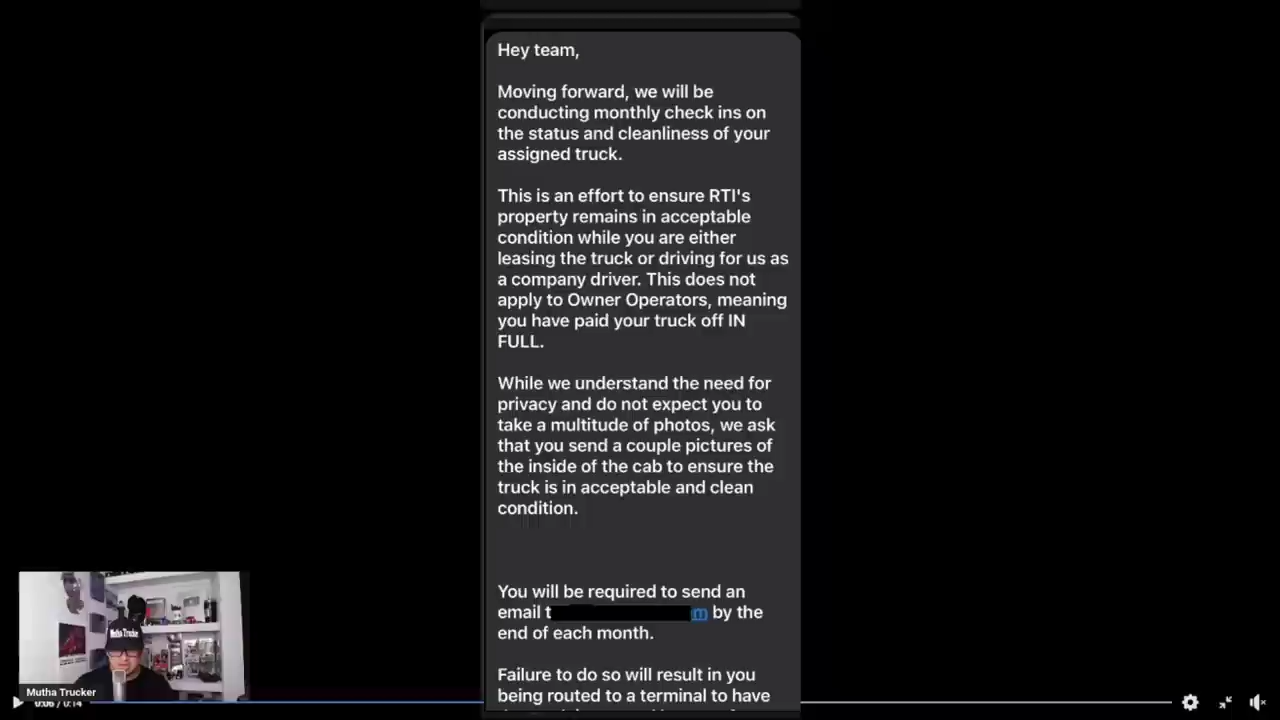 Hey team,
Moving forward, we will be
conducting monthly check ins on
the status and cleanliness of your
assigned truck.
This is an effort to ensure RTI's
property remains in acceptable
condition while you are either
leasing the truck or driving for us as
a company driver. This does not
apply to Owner Operators, meaning
you have paid your truck off IN
FULL.
While we understand the need for
privacy and do not expect you to
take a multitude of photos, we ask
that you send a couple pictures of
the inside of the cab to ensure the
truck is in acceptable and clean
condition.
You will be required to send an
email t m by the
end of each month.
Failure to do so will result in you
being routed to a terminal to have
Mutha Trucker
Mutha Trucker
0:06 / 0:14